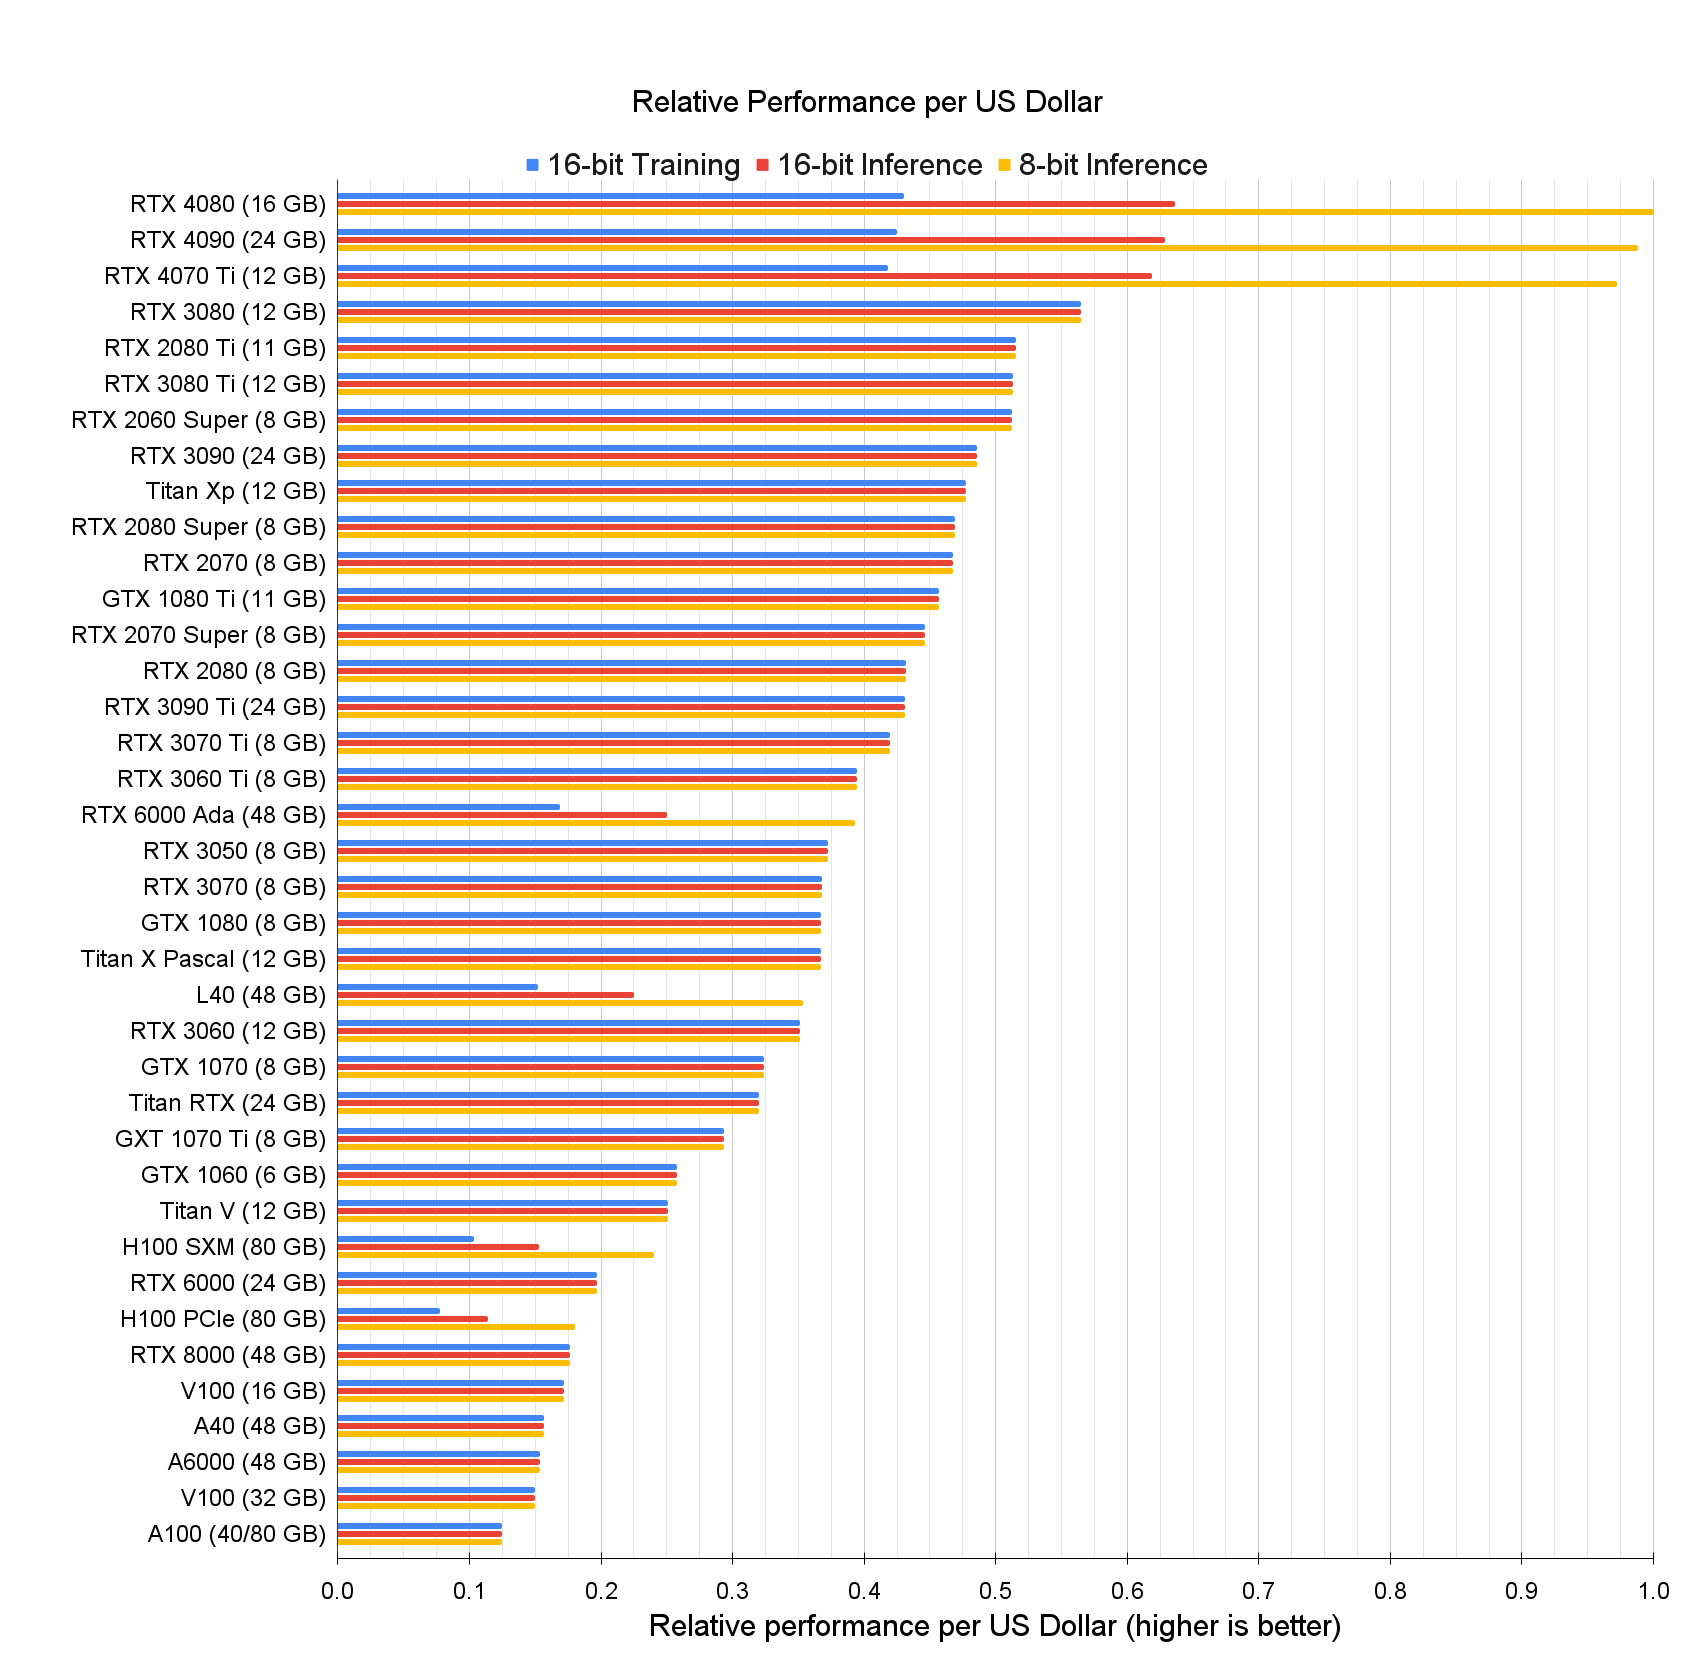 Relative Performance per US Dollar
16-bit Training 16-bit Inference 8-bit Inference
RTX 4080 (16 GB)
RTX 4090 (24 GB)
RTX 4070 Ti (12 GB)
RTX 3080 (12 GB)
RTX 2080 Ti (11 GB)
RTX 3080 Ti (12 GB)
RTX 2060 Super (8 GB)
RTX 3090 (24 GB)
Titan Xp (12 GB)
RTX 2080 Super (8 GB)
RTX 2070 (8 GB)
GTX 1080 Ti (11 GB)
RTX 2070 Super (8 GB)
RTX 2080 (8 GB)
RTX 3090 Ti (24 GB)
RTX 3070 Ti (8 GB)
RTX 3060 Ti (8 GB)
RTX 6000 Ada (48 GB)
RTX 3050 (8 GB)
RTX 3070 (8 GB)
GTX 1080 (8 GB)
Titan X Pascal (12 GB)
L40 (48 GB)
RTX 3060 (12 GB)
GTX 1070 (8 GB)
Titan RTX (24 GB)
GXT 1070 Ti (8 GB)
GTX 1060 (6 GB)
Titan V (12 GB)
H100 SXM (80 GB)
RTX 6000 (24 GB)
H100 PCIe (80 GB)
RTX 8000 (48 GB)
V100 (16 GB)
A40 (48 GB)
A6000 (48 GB)
V100 (32 GB)
A100 (40/80 GB)
0.0 0.1 0.2 0.3 0.4 0.5 0.6 0.7 0.8 0.9 1.0
Relative performance per US Dollar (higher is better)